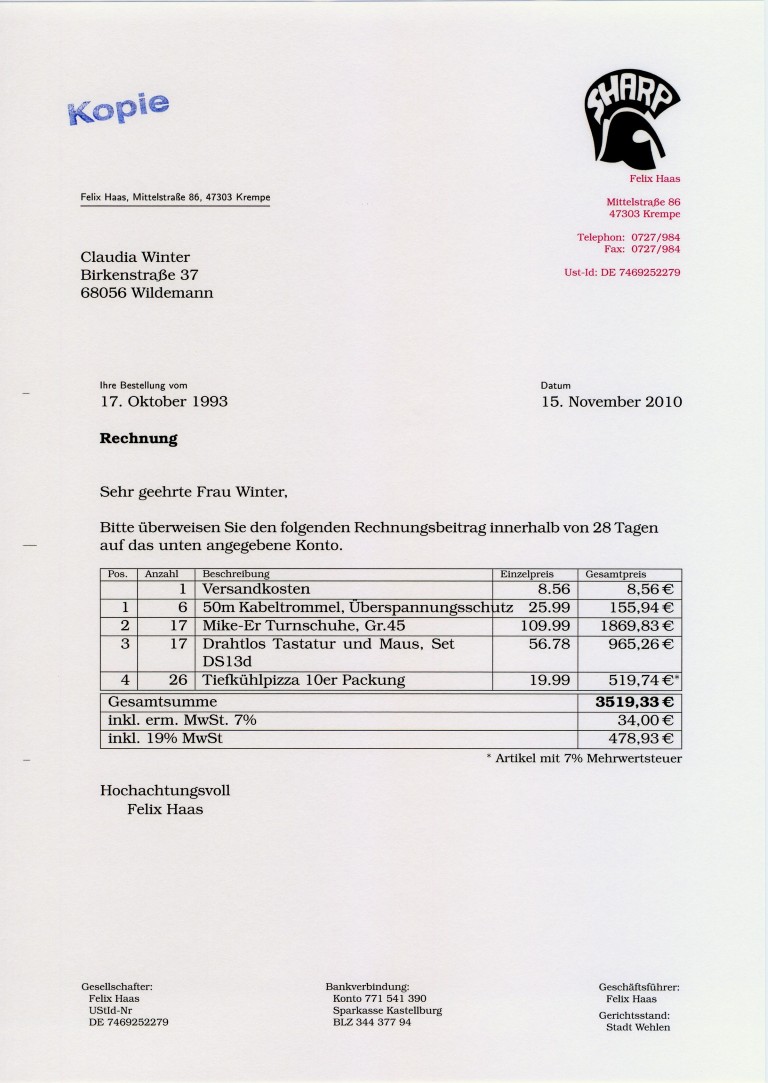 Kopie
SHARP
Felix Haas
Mittelstraße 86
47303 Krempe
Telephon: 0727/984
Fax: 0727/984
Ust-Id: DE 7469252279
Felix Haas, Mittelstraße 86, 47303 Krempe
Claudia Winter
Birkenstraße 37
68056 Wildemann
Ihre Bestellung vom Datum
17. Oktober 1993 15. November 2010
Rechnung
Sehr geehrte Frau Winter,
Bitte überweisen Sie den folgenden Rechnungsbeitrag innerhalb von 28 Tagen
auf das unten angegebene Konto.
Pos. Anzahl Beschreibung Einzelpreis Gesamtpreis
1 Versandkosten 8.56 8,56 €
1 6 50m Kabeltrommel, Überspannungsschutz 25.99 155,94 €
2 17 Mike-Er Turnschuhe, Gr.45 109.99 1869,83 €
3 17 Drahtlos Tastatur und Maus, Set 56.78 965,26 €
DS13d
4 26 Tiefkühlpizza 10er Packung 19.99 519,74 €*
Gesamtsumme 3519,33 €
inkl. erm. MwSt. 7% 34,00 €
inkl. 19% MwSt 478,93 €
* Artikel mit 7% Mehrwertsteuer
Hochachtungsvoll
Felix Haas
Gesellschafter:
Felix Haas
UStId-Nr
DE 7469252279
Bankverbindung:
Konto 771 541 390
Sparkasse Kastellburg
BLZ 344 377 94
Geschäftsführer:
Felix Haas
Gerichtsstand:
Stadt Wehlen